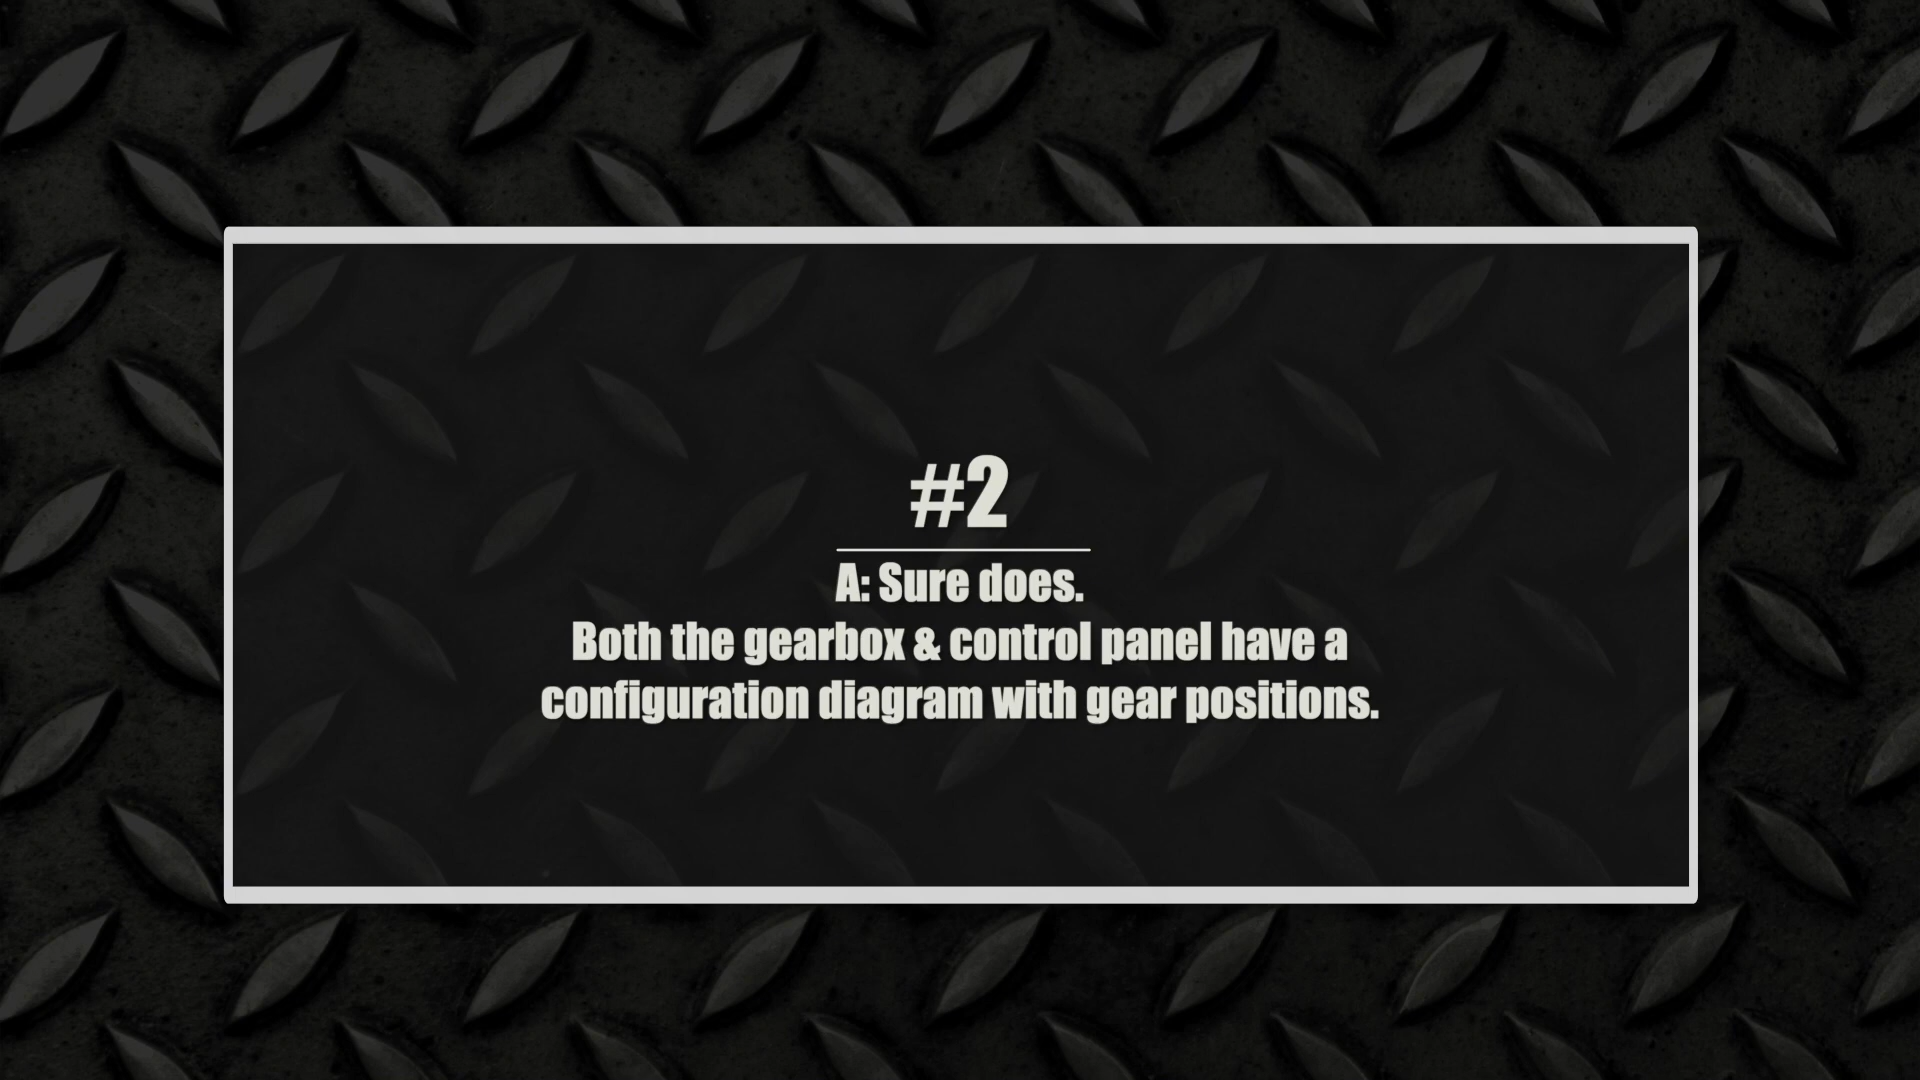 #2
A: Sure does.
Both the gearbox & control panel have a
configuration diagram with gear positions.